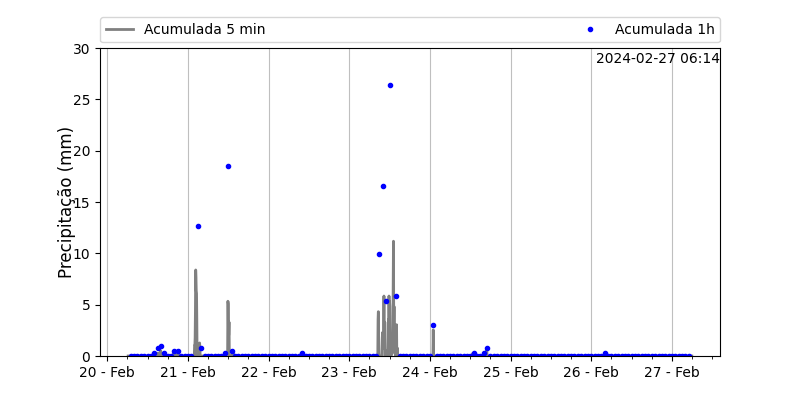 Acumulada 5 min
Acumulada 1h
2024-02-27 06:14
Precipitação (mm)
30
25
20
15
10
5
0
20 - Feb 21 - Feb 22 - Feb 23 - Feb 24 - Feb 25 - Feb 26 - Feb 27 - Feb